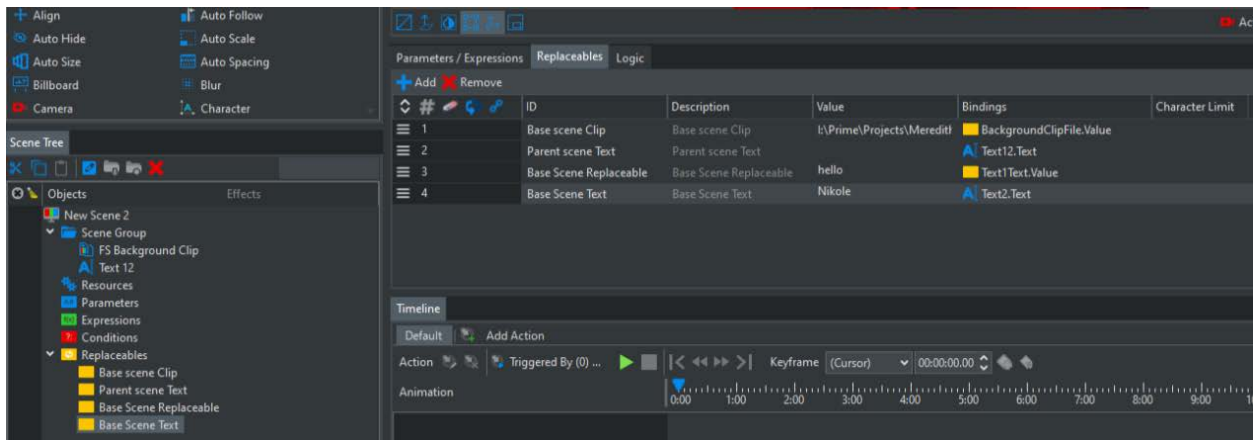 Align Auto Follow
Auto Hide Auto Scale
Auto Size Auto Spacing
Billboard Blur
Camera Character
Scene Tree
Objects Effects
New Scene 2
Scene Group
FS Background Clip
Text 12
Resources
Parameters
Expressions
Conditions
Replaceables
Base scene Clip
Parent scene Text
Base Scene Replaceable
Base Scene Text
Ac
Parameters / Expressions Replaceables Logic
Add Remove
# ID Description Value Bindings Character Limit
1 Base scene Clip Base scene Clip I:\Prime\Projects\Meredith BackgroundClipFile.Value
2 Parent scene Text Parent scene Text Text12.Text
3 Base Scene Replaceable Base Scene Replaceable hello Text1Text.Value
4 Base Scene Text Base Scene Text Nikole Text2.Text
Timeline
Default Add Action
Action Triggered By (0) ... Keyframe (Cursor) 00:00:00.00
Animation 0:00 1:00 2:00 3:00 4:00 5:00 6:00 7:00 8:00 9:00 1